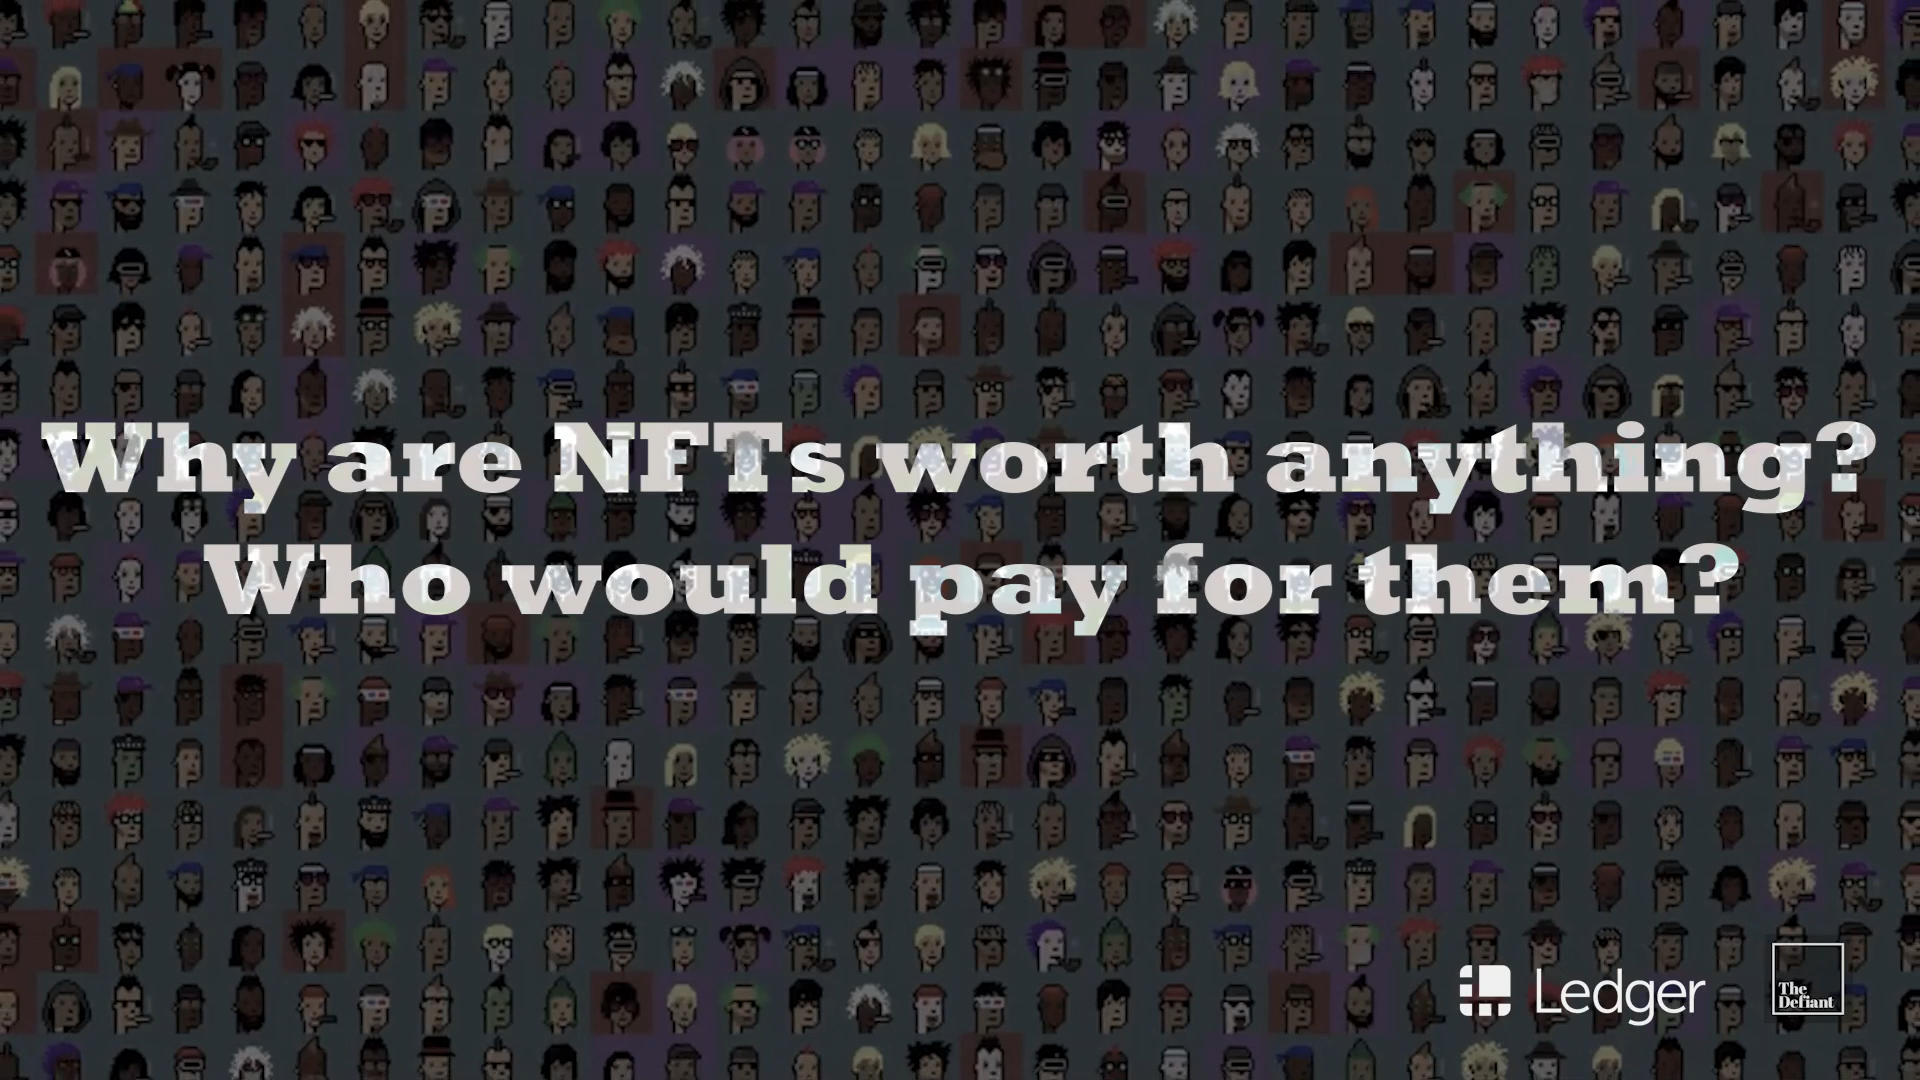 Why are NFTs worth anything?
Who would pay for them?
Ledger
The
Defiant